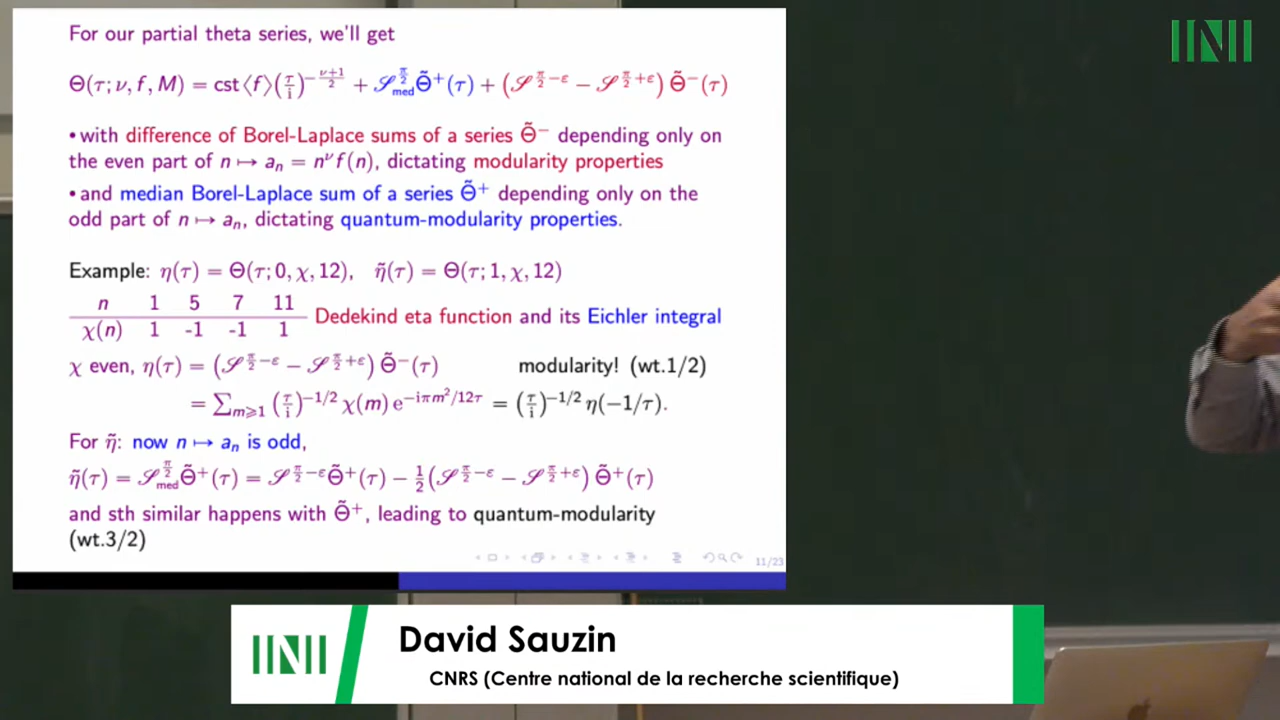 For our partial theta series, we'll get
Θ(τ; ν, f, M) = cst⟨f⟩(τ/i)^{−(ν+1)/2} + 𝒮^{π/2}_{med} Θ̃⁺(τ) + (𝒮^{π/2−ε} − 𝒮^{π/2+ε}) Θ̃⁻(τ)
• with difference of Borel-Laplace sums of a series Θ̃⁻ depending only on
the even part of n ↦ aₙ = n^ν f(n), dictating modularity properties
• and median Borel-Laplace sum of a series Θ̃⁺ depending only on the
odd part of n ↦ aₙ, dictating quantum-modularity properties.
Example: η(τ) = Θ(τ; 0, χ, 12), η̃(τ) = Θ(τ; 1, χ, 12)
n 1 5 7 11
χ(n) 1 -1 -1 1
Dedekind eta function and its Eichler integral
χ even, η(τ) = (𝒮^{π/2−ε} − 𝒮^{π/2+ε}) Θ̃⁻(τ) modularity! (wt.1/2)
= ∑_{m⩾1} (τ/i)^{−1/2} χ(m) e^{−iπm²/12τ} = (τ/i)^{−1/2} η(−1/τ).
For η̃: now n ↦ aₙ is odd,
η̃(τ) = 𝒮^{π/2}_{med} Θ̃⁺(τ) = 𝒮^{π/2−ε} Θ̃⁺(τ) − ½(𝒮^{π/2−ε} − 𝒮^{π/2+ε}) Θ̃⁺(τ)
and sth similar happens with Θ̃⁺, leading to quantum-modularity
(wt.3/2)
11/23
David Sauzin
CNRS (Centre national de la recherche scientifique)